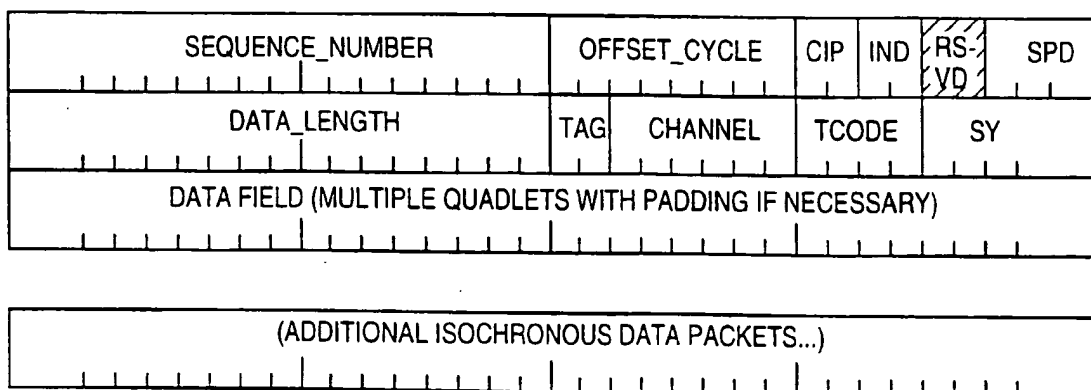 SEQUENCE_NUMBER OFFSET_CYCLE CIP IND RS-VD SPD
DATA_LENGTH TAG CHANNEL TCODE SY
DATA FIELD (MULTIPLE QUADLETS WITH PADDING IF NECESSARY)
(ADDITIONAL ISOCHRONOUS DATA PACKETS...)